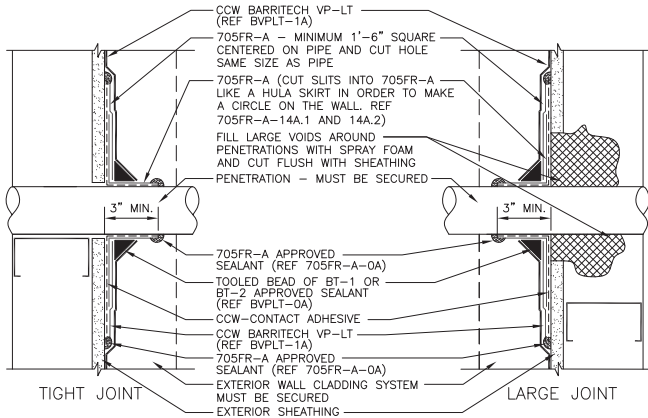 CCW BARRITECH VP-LT
(REF BVPLT-1A)
705FR-A - MINIMUM 1'-6" SQUARE
CENTERED ON PIPE AND CUT HOLE
SAME SIZE AS PIPE
705FR-A (CUT SLITS INTO 705FR-A
LIKE A HULA SKIRT IN ORDER TO MAKE
A CIRCLE ON THE WALL. REF
705FR-A-14A.1 AND 14A.2)
FILL LARGE VOIDS AROUND
PENETRATIONS WITH SPRAY FOAM
AND CUT FLUSH WITH SHEATHING
PENETRATION - MUST BE SECURED
3" MIN.
3" MIN.
705FR-A APPROVED
SEALANT (REF 705FR-A-0A)
TOOLED BEAD OF BT-1 OR
BT-2 APPROVED SEALANT
(REF BVPLT-0A)
CCW-CONTACT ADHESIVE
CCW BARRITECH VP-LT
(REF BVPLT-1A)
705FR-A APPROVED
SEALANT (REF 705FR-A-0A)
EXTERIOR WALL CLADDING SYSTEM
MUST BE SECURED
EXTERIOR SHEATHING
TIGHT JOINT
LARGE JOINT